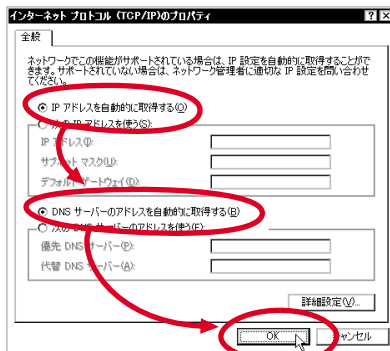 インターネット プロトコル (TCP/IP)のプロパティ
全般
ネットワークでこの機能がサポートされている場合は、IP 設定を自動的に取得することがで
きます。サポートされていない場合は、ネットワーク管理者に適切な IP 設定を問い合わせ
てください。
IP アドレスを自動的に取得する(O)
次の IP アドレスを使う(S):
IP アドレス(I):
サブネット マスク(U):
デフォルト ゲートウェイ(D):
DNS サーバーのアドレスを自動的に取得する(B)
次の DNS サーバーのアドレスを使う(E):
優先 DNS サーバー(P):
代替 DNS サーバー(A):
詳細設定(V)...
OK
キャンセル